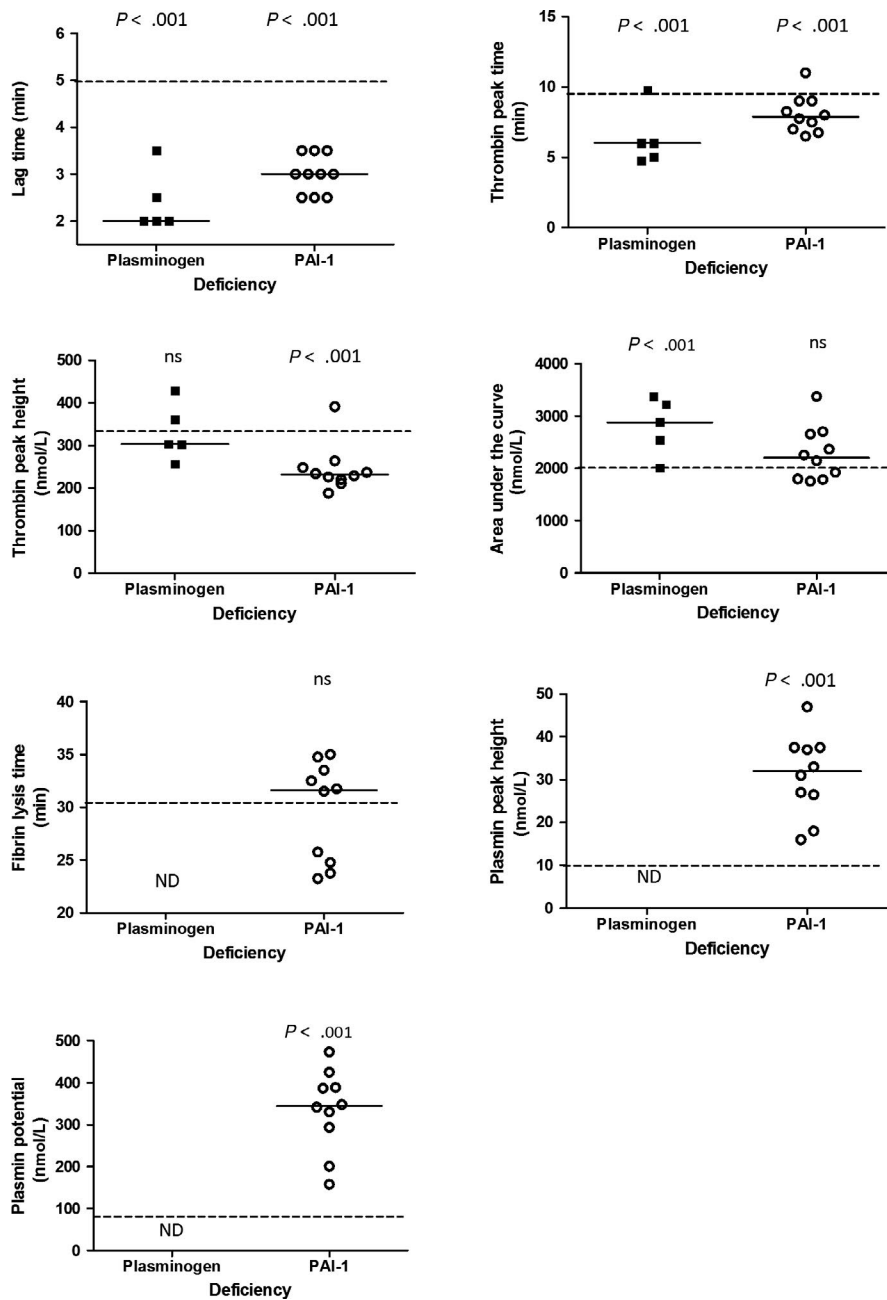 P < .001
P < .001
Lag time (min)
6
5
4
3
2
Plasminogen
PAI-1
Deficiency
P < .001
P < .001
Thrombin peak time
(min)
15
10
5
0
Plasminogen
PAI-1
Deficiency
ns
P < .001
Thrombin peak height
(nmol/L)
500
400
300
200
100
0
Plasminogen
PAI-1
Deficiency
P < .001
ns
Area under the curve
(nmol/L)
4000
3000
2000
1000
0
Plasminogen
PAI-1
Deficiency
ns
Fibrin lysis time
(min)
40
35
30
25
20
ND
Plasminogen
PAI-1
Deficiency
P < .001
Plasmin peak height
(nmol/L)
50
40
30
20
10
0
ND
Plasminogen
PAI-1
Deficiency
P < .001
Plasmin potential
(nmol/L)
500
400
300
200
100
0
ND
Plasminogen
PAI-1
Deficiency